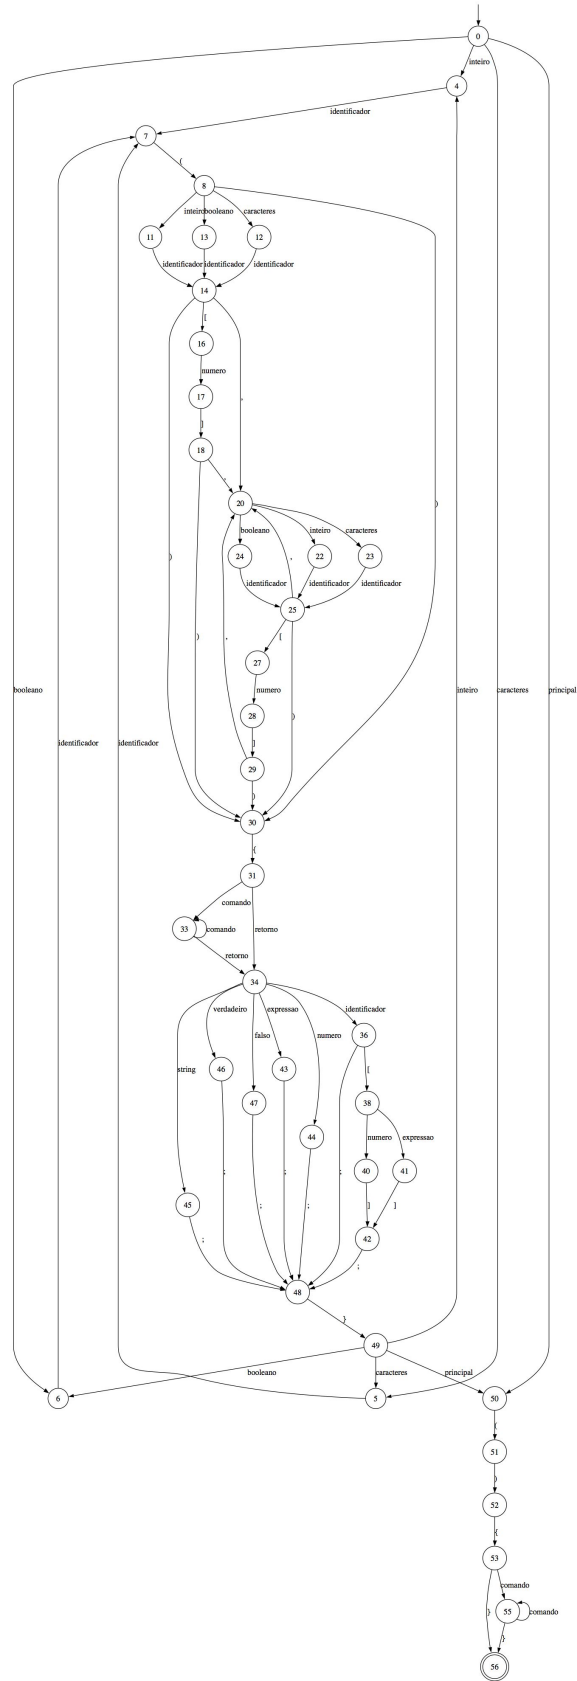 0
inteiro
4
identificador
7
(
8
inteiro booleano caracteres
11 13 12
identificador identificador identificador
14
[
16
numero
,
17
]
18
,
20
)
booleano inteiro caracteres
24 22 23
,
)
identificador identificador identificador
25
[
27
)
,
booleano identificador identificador numero ) inteiro caracteres principal
28
]
29
)
30
{
31
comando
33 comando retorno
retorno
34
verdadeiro expressao identificador
falso numero
36
string 46 43 [
47 38
44 numero expressao
40 41
; ; ; ; ; ] ]
45
42
; ;
48
}
49
booleano caracteres principal
6 5 50
(
51
)
52
{
53
comando
} 55 comando
}
56